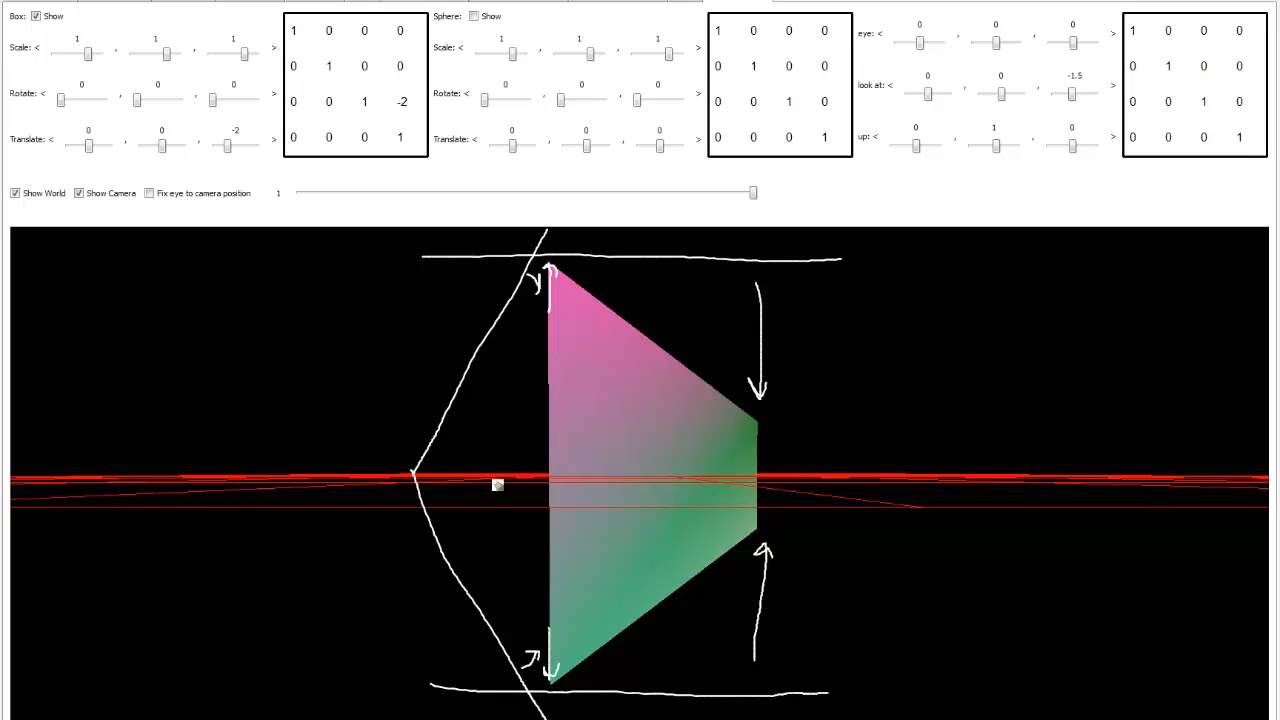 Box: Show
Scale: < 1 , 1 , 1 >
Rotate: < 0 , 0 , 0 >
Translate: < 0 , 0 , -2 >
1 0 0 0
0 1 0 0
0 0 1 -2
0 0 0 1
Sphere: Show
Scale: < 1 , 1 , 1 >
Rotate: < 0 , 0 , 0 >
Translate: < 0 , 0 , 0 >
1 0 0 0
0 1 0 0
0 0 1 0
0 0 0 1
eye: < 0 , 0 , 0 >
look at: < 0 , 0 , -1.5 >
up: < 0 , 1 , 0 >
1 0 0 0
0 1 0 0
0 0 1 0
0 0 0 1
Show World Show Camera Fix eye to camera position 1